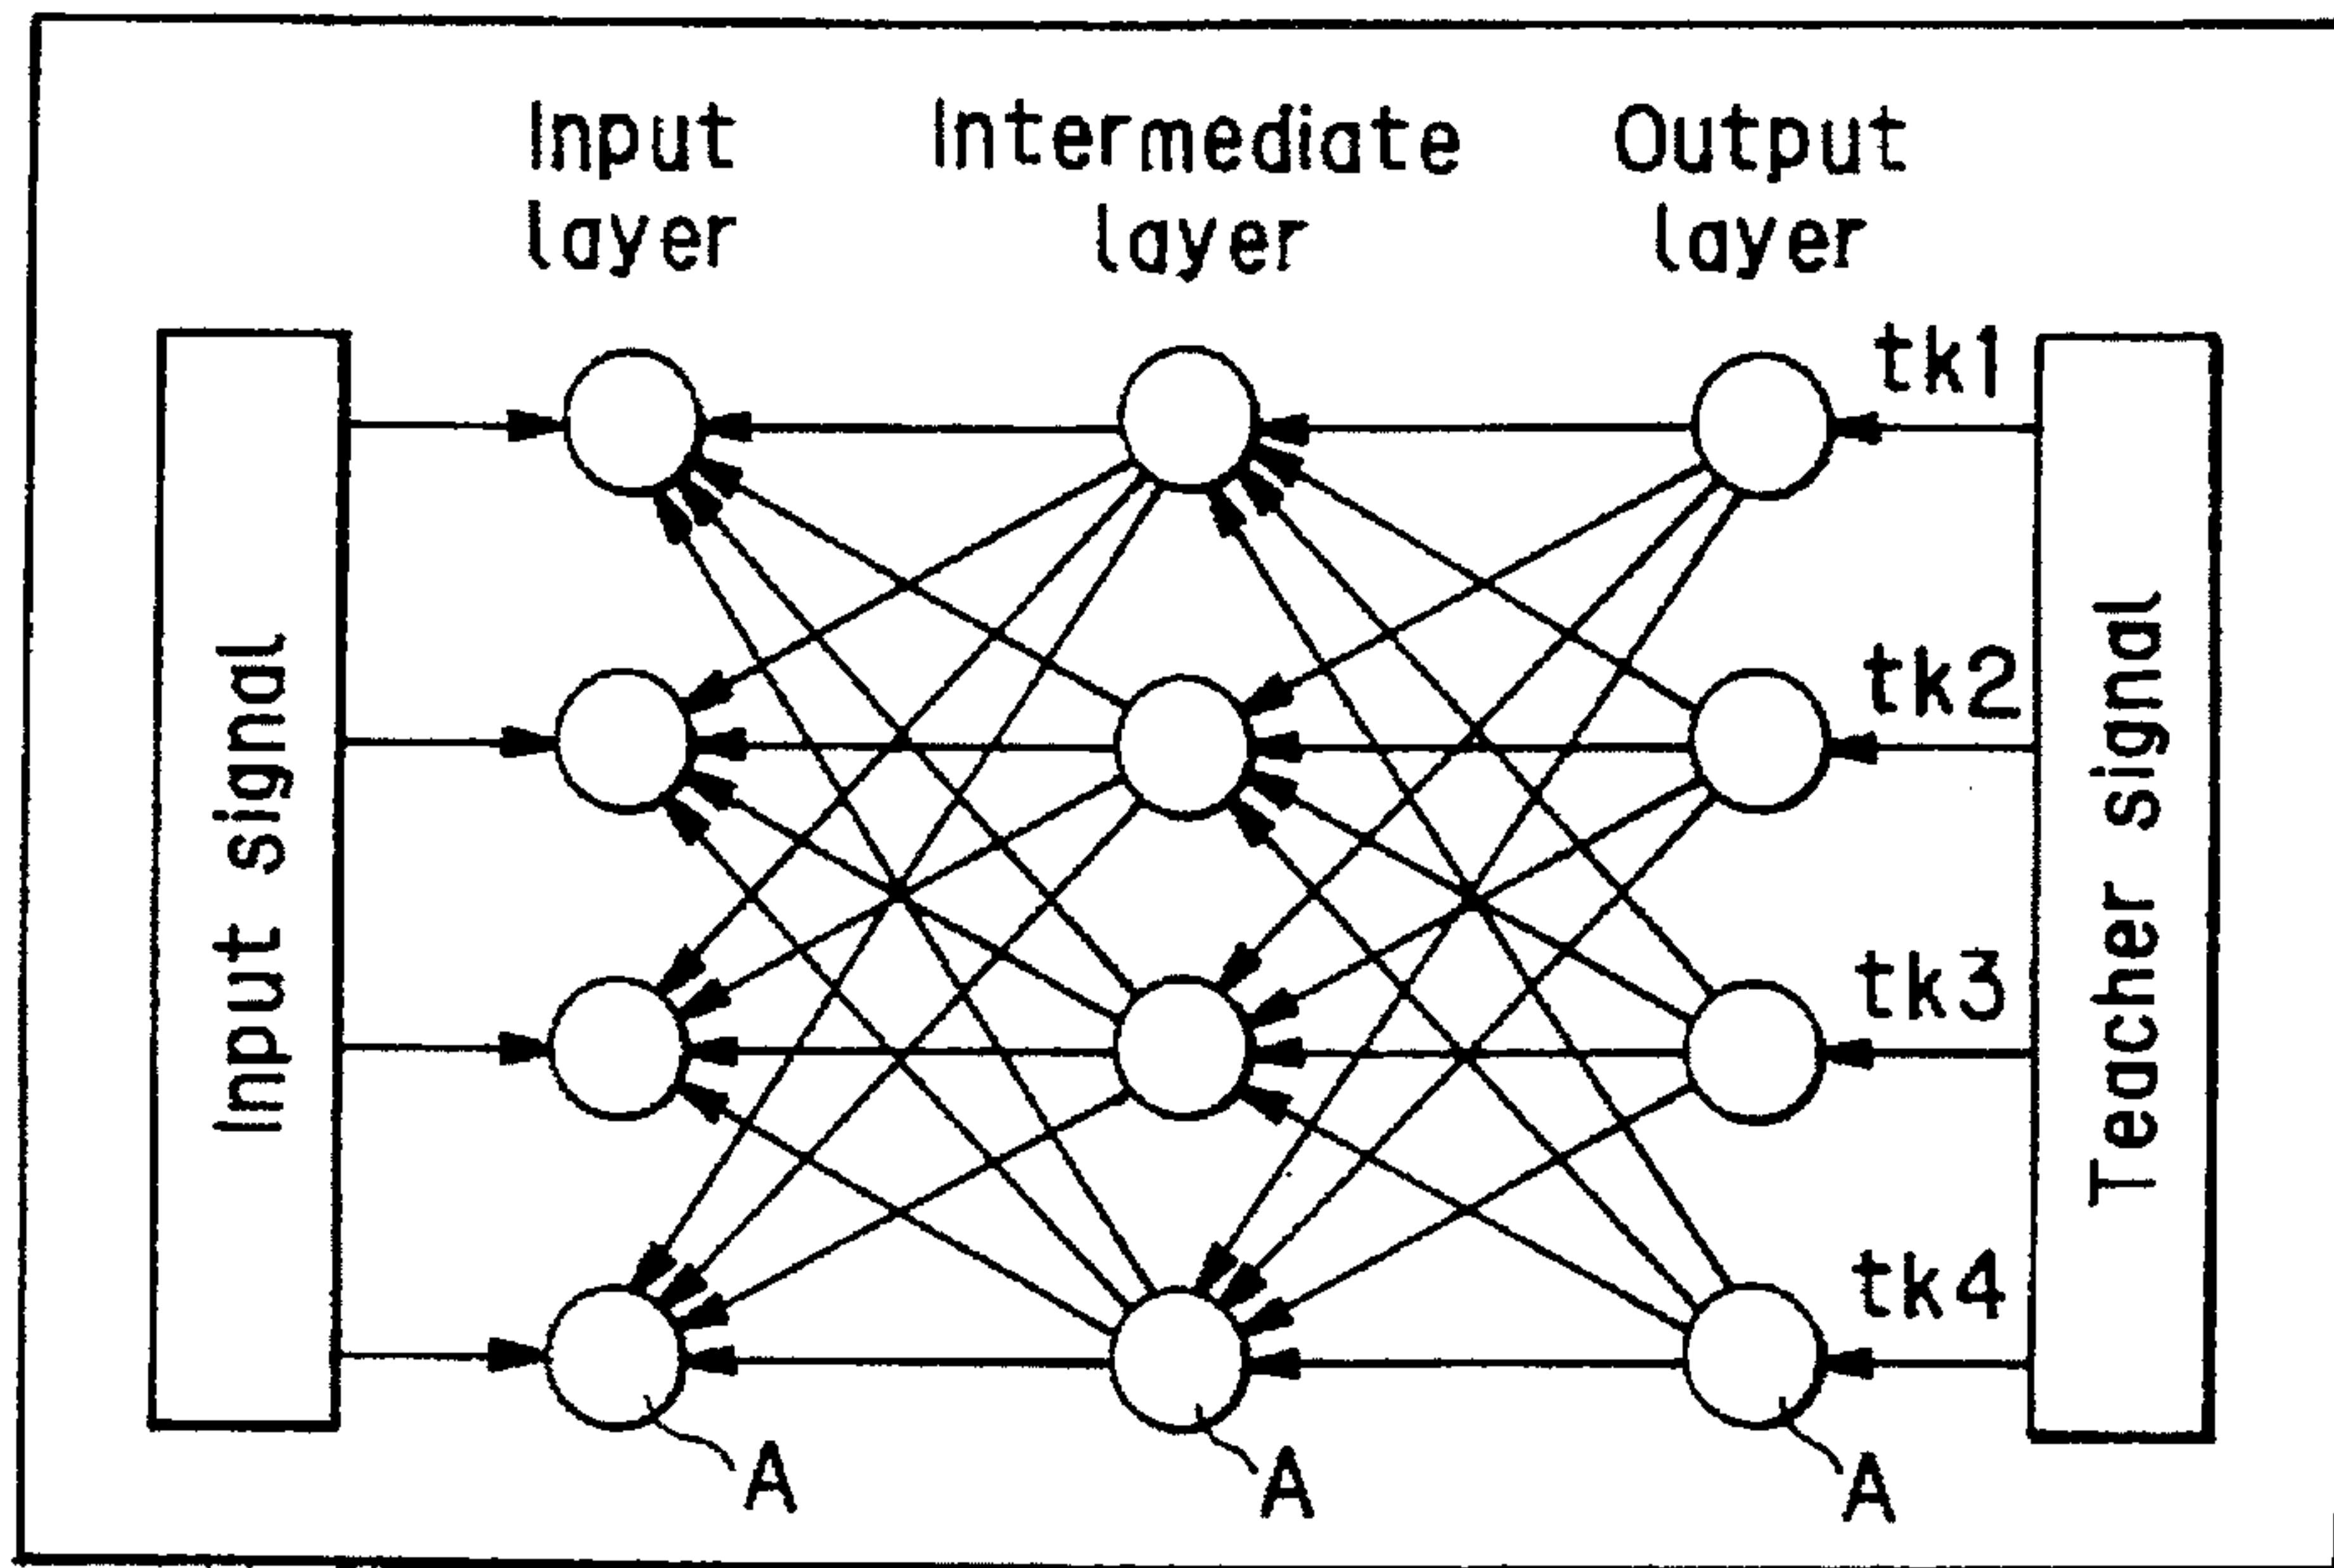 Input
layer
Intermediate
layer
Output
layer
Input signal
tk1
tk2
tk3
tk4
Teacher signal
A
A
A